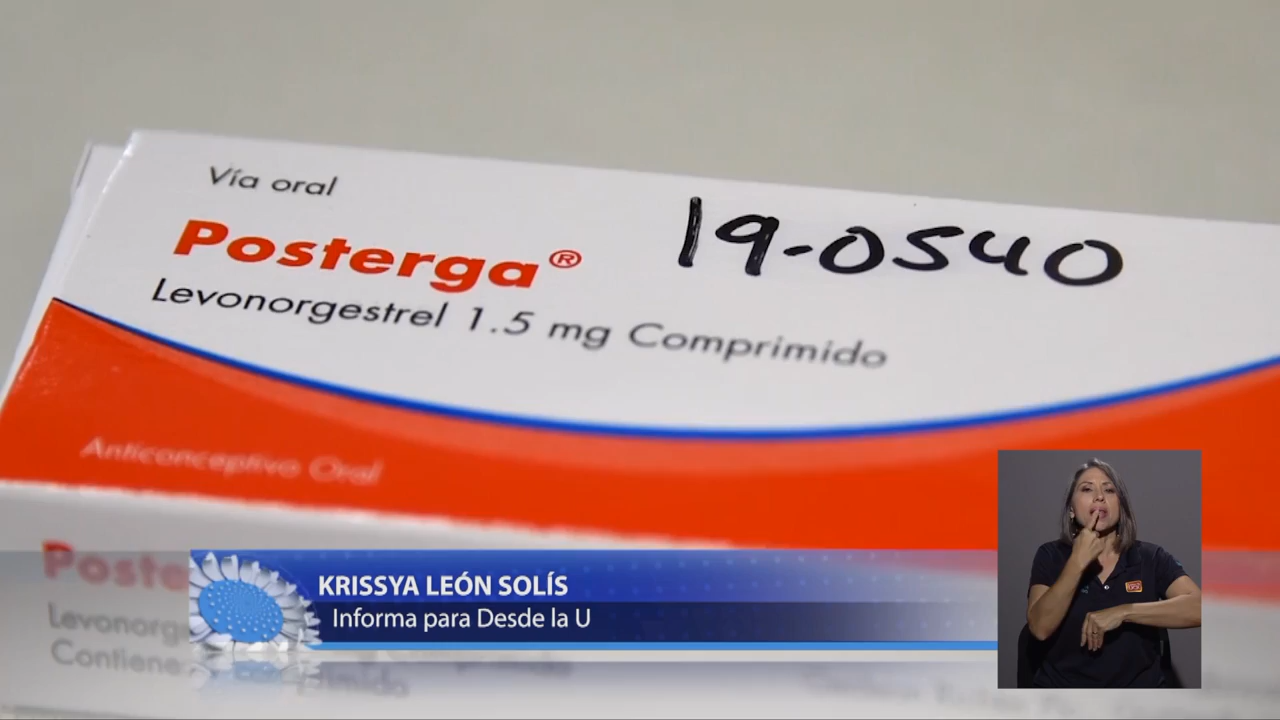 Vía oral
Posterga® 19-0540
Levonorgestrel 1.5 mg Comprimido
Anticonceptivo Oral
KRISSYA LEÓN SOLÍS
Informa para Desde la U